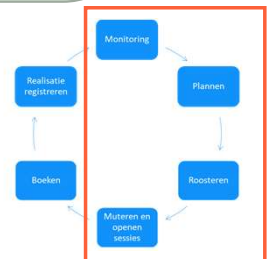 Monitoring
Plannen
Roosteren
Muteren en
openen
sessies
Boeken
Realisatie
registreren